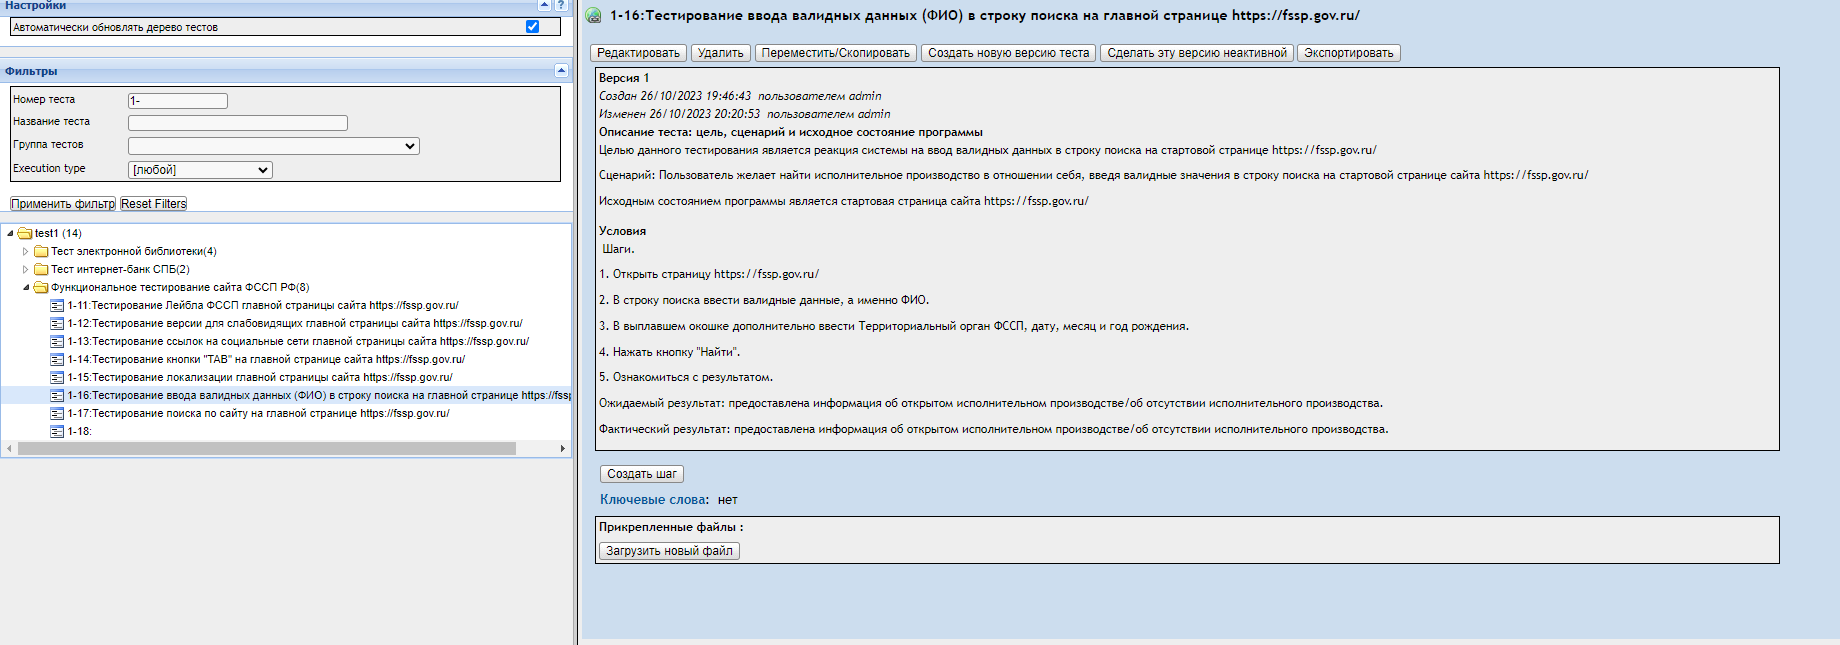 Настройки
?
Автоматически обновлять дерево тестов
Фильтры
Номер теста
1-
Название теста
Группа тестов
Execution type
[любой]
Применить фильтр
Reset Filters
test1 (14)
Тест электронной библиотеки(4)
Тест интернет-банк СПБ(2)
Функциональное тестирование сайта ФССП РФ(8)
1-11:Тестирование Лейбла ФССП главной страницы сайта https://fssp.gov.ru/
1-12:Тестирование версии для слабовидящих главной страницы сайта https://fssp.gov.ru/
1-13:Тестирование ссылок на социальные сети главной страницы сайта https://fssp.gov.ru/
1-14:Тестирование кнопки "TAB" на главной странице сайта https://fssp.gov.ru/
1-15:Тестирование локализации главной страницы сайта https://fssp.gov.ru/
1-16:Тестирование ввода валидных данных (ФИО) в строку поиска на главной странице https://fssp
1-17:Тестирование поиска по сайту на главной странице https://fssp.gov.ru/
1-18:
1-16:Тестирование ввода валидных данных (ФИО) в строку поиска на главной странице https://fssp.gov.ru/
Редактировать
Удалить
Переместить/Скопировать
Создать новую версию теста
Сделать эту версию неактивной
Экспортировать
Версия 1
Создан 26/10/2023 19:46:43 пользователем admin
Изменен 26/10/2023 20:20:53 пользователем admin
Описание теста: цель, сценарий и исходное состояние программы
Целью данного тестирования является реакция системы на ввод валидных данных в строку поиска на стартовой странице https://fssp.gov.ru/
Сценарий: Пользователь желает найти исполнительное производство в отношении себя, введя валидные значения в строку поиска на стартовой странице сайта https://fssp.gov.ru/
Исходным состоянием программы является стартовая страница сайта https://fssp.gov.ru/
Условия
Шаги.
1. Открыть страницу https://fssp.gov.ru/
2. В строку поиска ввести валидные данные, а именно ФИО.
3. В выплавшем окошке дополнительно ввести Территориальный орган ФССП, дату, месяц и год рождения.
4. Нажать кнопку "Найти".
5. Ознакомиться с результатом.
Ожидаемый результат: предоставлена информация об открытом исполнительном производстве/об отсутствии исполнительного производства.
Фактический результат: предоставлена информация об открытом исполнительном производстве/об отсутствии исполнительного производства.
Создать шаг
Ключевые слова: нет
Прикрепленные файлы :
Загрузить новый файл